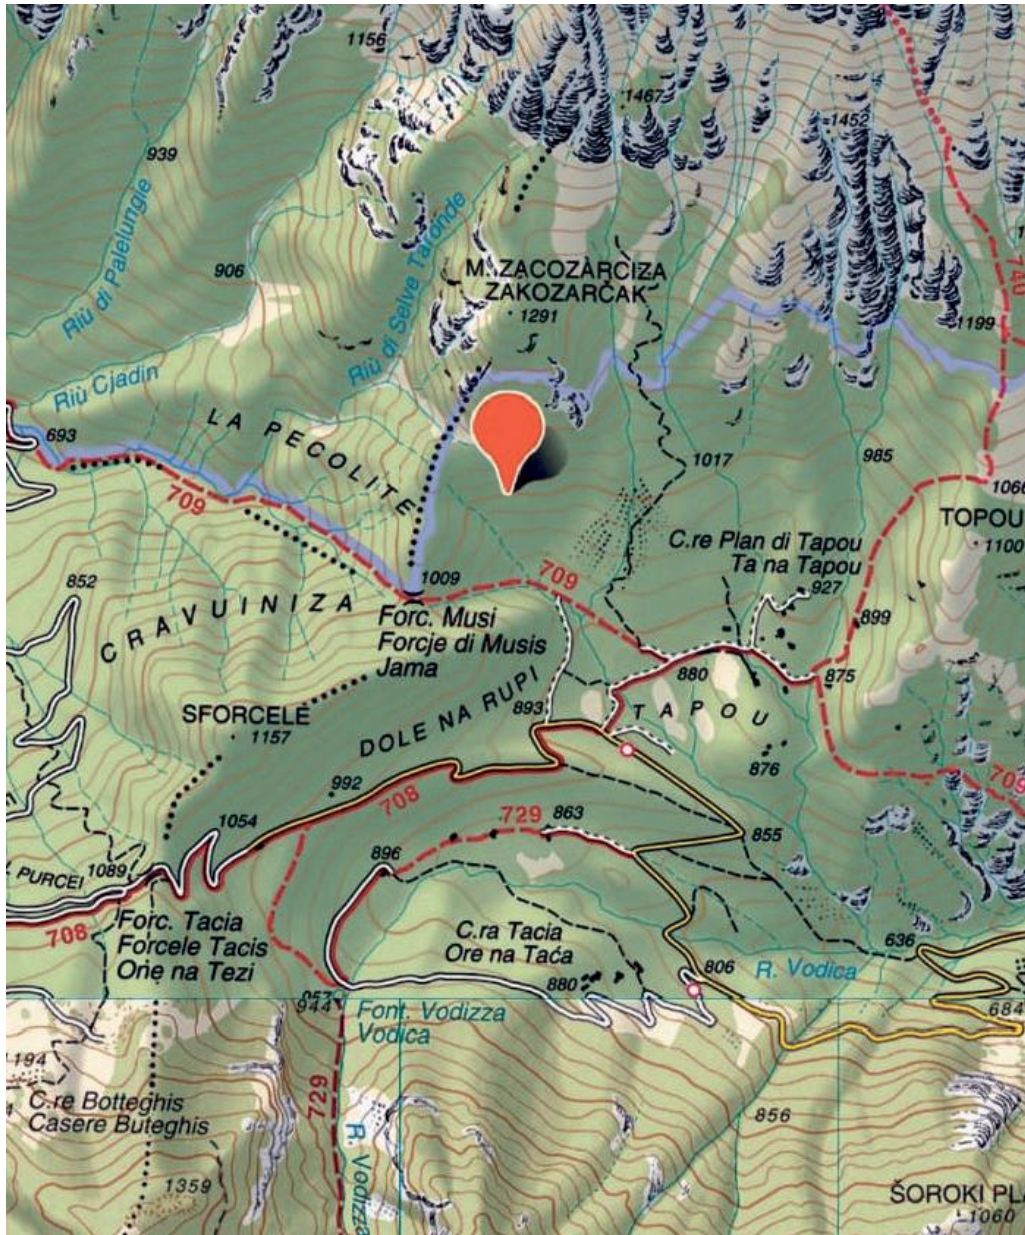 1156
1467
1452
939
Riù di Palelungie
Riù di Selve Taronde
740
906
M. ZACOZÀRCIZA
ZAKOZARČAK
1291
1199
Riù Cjadin
693
LA PECOLITE
709
1017
985
1066
TOPOU
1100
C.re Plan di Tapou
Ta na Tapou
927
852
1009
709
CRAVUINIZA
Forc. Musi
Forcje di Musis
Jama
899
880
875
SFORCELE
1157
DOLE NA RUPI
893
TAPOU
876
992
708
709
729
863
1054
855
896
PURCEI
1089
708
Forc. Tacia
Forcele Tacis
One na Tezi
C.ra Tacia
Ore na Taća
880
806
R. Vodica
636
684
944
Font. Vodizza
Vodica
1194
C.re Botteghis
Casere Buteghis
729
R. Vodizza
856
1359
ŠOROKI PL
1060